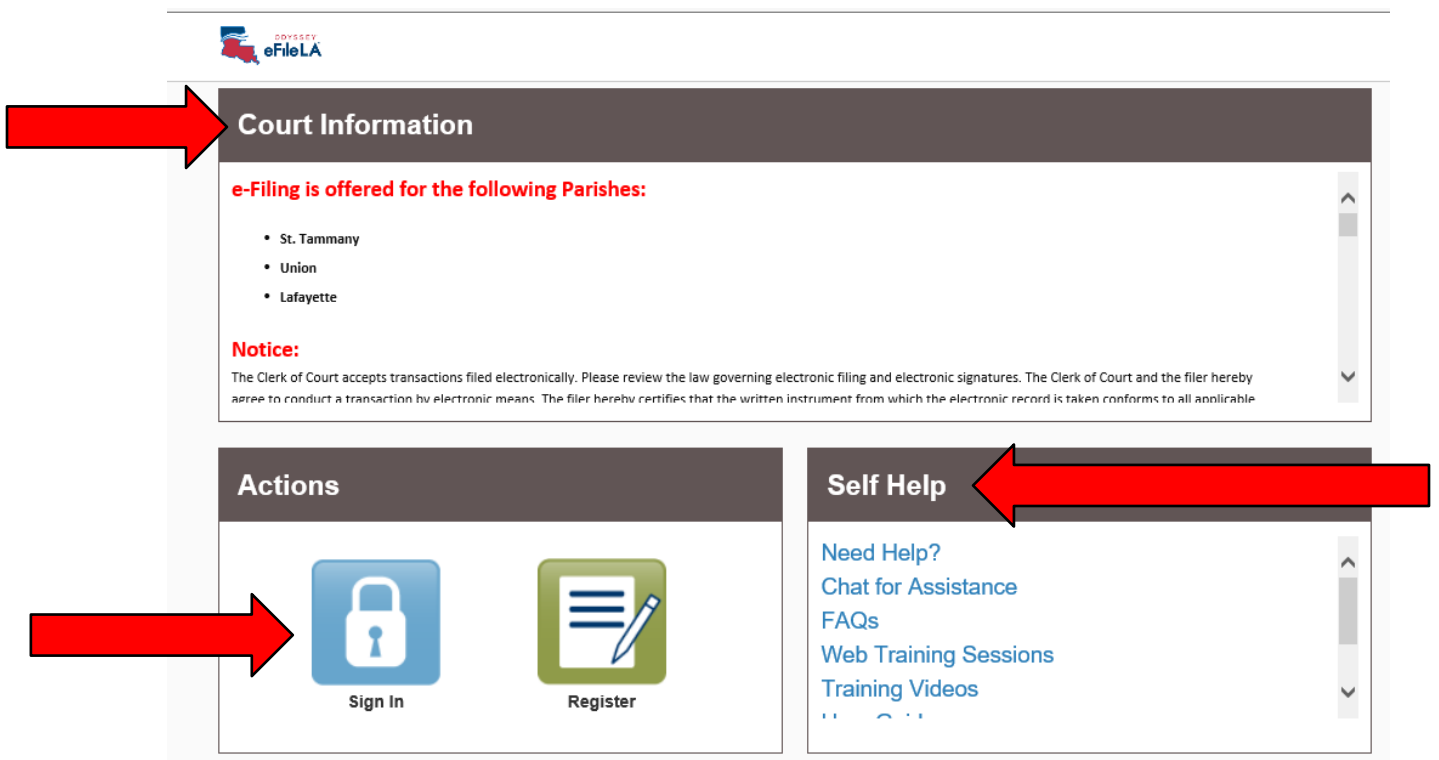 ODYSSEY
eFileLA
Court Information
e-Filing is offered for the following Parishes:
• St. Tammany
• Union
• Lafayette
Notice:
The Clerk of Court accepts transactions filed electronically. Please review the law governing electronic filing and electronic signatures. The Clerk of Court and the filer hereby
agree to conduct a transaction by electronic means. The filer hereby certifies that the written instrument from which the electronic record is taken conforms to all applicable
Actions
Sign In
Register
Self Help
Need Help?
Chat for Assistance
FAQs
Web Training Sessions
Training Videos